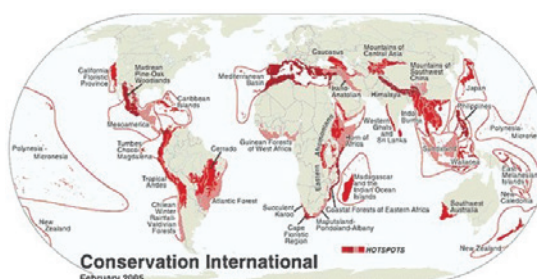 California
Floristic
Province
Madrean
Pine-Oak
Woodlands
Caribbean
Islands
Mesoamerica
Tumbes
Chocó
Magdalena
Tropical
Andes
Chilean
Winter
Rainfall-
Valdivian
Forests
Cerrado
Atlantic Forest
Polynesia
Micronesia
New
Zealand
Mediterranean
Basin
Caucasus
Irano-
Anatolian
Mountains of
Central Asia
Mountains of
Southwest
China
Himalaya
Japan
Philippines
Indo
Burma
Western
Ghats and
Sri Lanka
Horn of
Africa
Eastern Afromontane
Guinean Forests
of West Africa
Succulent
Karoo
Cape
Floristic
Region
Maputuland-
Pondoland-Albany
Coastal Forests of Eastern Africa
Madagascar
and the
Indian Ocean
Islands
Sundaland
Wallacea
Polynesia
Micronesia
East
Melanesian
Islands
New
Caledonia
Southwest
Australia
New Zealand
HOTSPOTS
Conservation International
February 2005